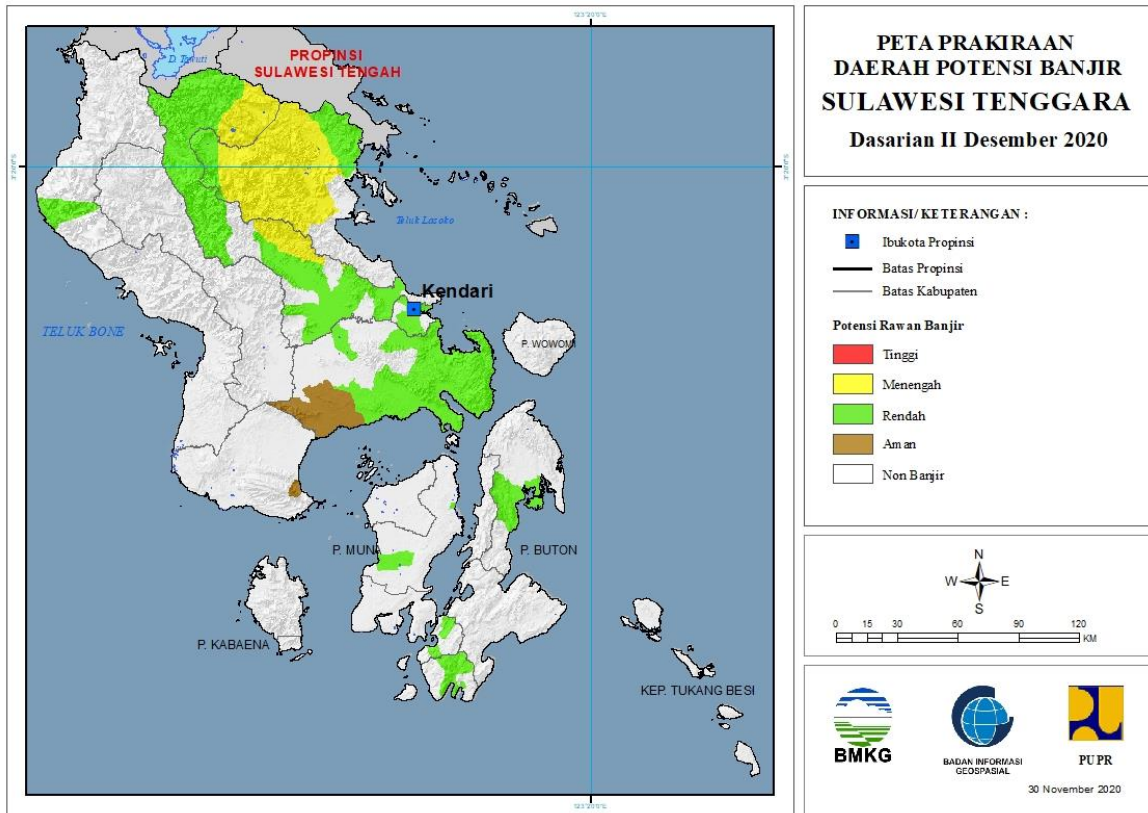 PETA PRAKIRAAN
DAERAH POTENSI BANJIR
SULAWESI TENGGARA
Dasarian II Desember 2020
INFORMASI/ KETERANGAN :
Ibukota Propinsi
Batas Propinsi
Batas Kabupaten
Potensi Rawan Banjir
Tinggi
Menengah
Rendah
Aman
Non Banjir
N
W E
S
0 15 30 60 90 120
KM
BMKG
BADAN INFORMASI
GEOSPASIAL
PUPR
30 November 2020
PROPINSI
SULAWESI TENGAH
Kendari
TELUK BONE
P. WOWONI
P. MUNA
P. BUTON
P. KABAENA
KEP. TUKANG BESI